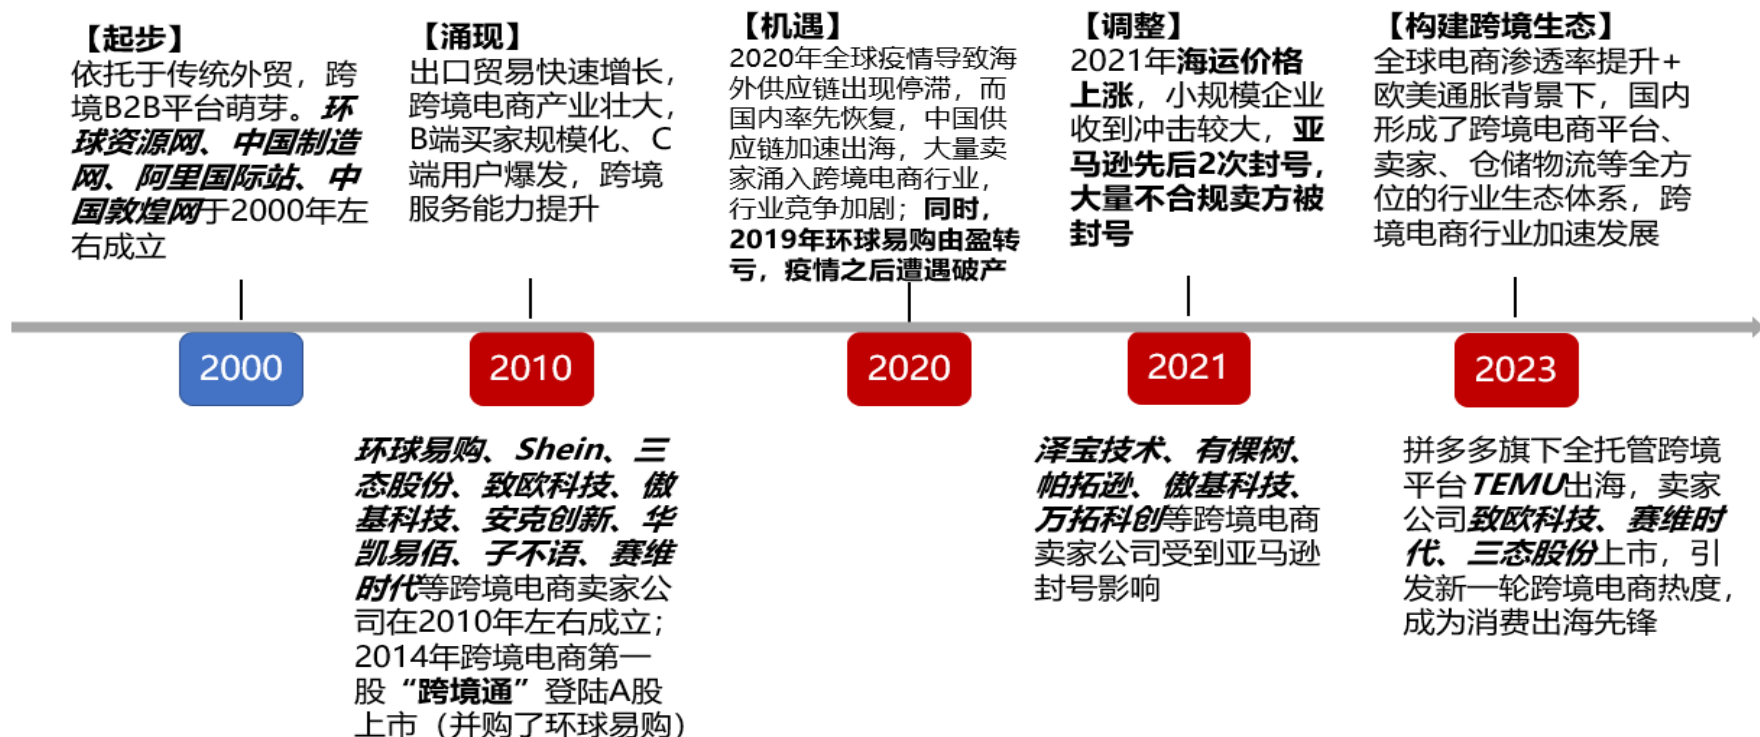 【起步】
依托于传统外贸，跨
境B2B平台萌芽。环
球资源网、中国制造
网、阿里国际站、中
国敦煌网于2000年左
右成立
【涌现】
出口贸易快速增长，
跨境电商产业壮大，
B端买家规模化、C
端用户爆发，跨境
服务能力提升
【机遇】
2020年全球疫情导致海
外供应链出现停滞，而
国内率先恢复，中国供
应链加速出海，大量卖
家涌入跨境电商行业，
行业竞争加剧；同时，
2019年环球易购由盈转
亏，疫情之后遭遇破产
【调整】
2021年海运价格
上涨，小规模企业
收到冲击较大，亚
马逊先后2次封号，
大量不合规卖方被
封号
【构建跨境生态】
全球电商渗透率提升+
欧美通胀背景下，国内
形成了跨境电商平台、
卖家、仓储物流等全方
位的行业生态体系，跨
境电商行业加速发展
2000
2010
2020
2021
2023
环球易购、Shein、三
态股份、致欧科技、傲
基科技、安克创新、华
凯易佰、子不语、赛维
时代等跨境电商卖家公
司在2010年左右成立；
2014年跨境电商第一
股“跨境通”登陆A股
上市（并购了环球易购）
泽宝技术、有棵树、
帕拓逊、傲基科技、
万拓科创等跨境电商
卖家公司受到亚马逊
封号影响
拼多多旗下全托管跨境
平台TEMU出海，卖家
公司致欧科技、赛维时
代、三态股份上市，引
发新一轮跨境电商热度，
成为消费出海先锋